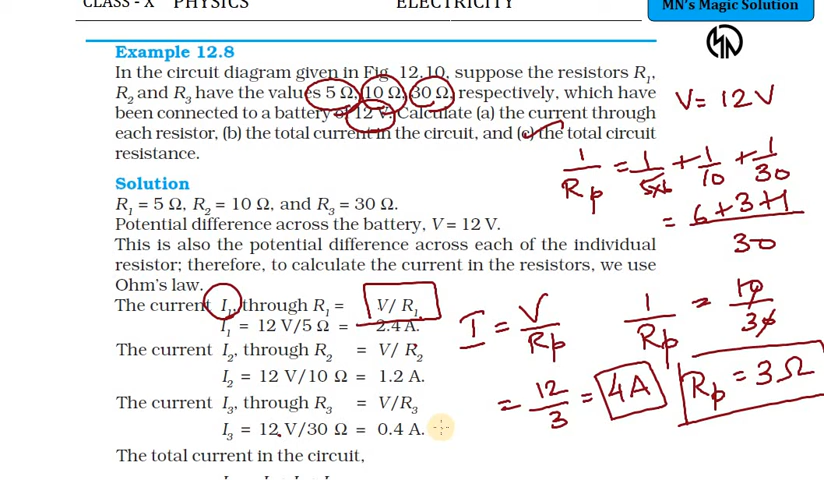 CLASS - X PHYSICS ELECTRICITY
MN's Magic Solution
MN
Example 12.8
In the circuit diagram given in Fig. 12.10, suppose the resistors R1,
R2 and R3 have the values 5 Ω, 10 Ω, 30 Ω, respectively, which have
been connected to a battery of 12 V. Calculate (a) the current through
each resistor, (b) the total current in the circuit, and (c) the total circuit
resistance.
Solution
R1 = 5 Ω, R2 = 10 Ω, and R3 = 30 Ω.
Potential difference across the battery, V = 12 V.
This is also the potential difference across each of the individual
resistor; therefore, to calculate the current in the resistors, we use
Ohm's law.
The current I1, through R1 = V/ R1
I1 = 12 V/5 Ω = 2.4 A.
The current I2, through R2 = V/ R2
I2 = 12 V/10 Ω = 1.2 A.
The current I3, through R3 = V/R3
I3 = 12 V/30 Ω = 0.4 A.
The total current in the circuit,
V = 12 V
1/Rp = 1/5×6 + 1/10 + 1/30
= 6 + 3 + 1 / 30
1/Rp = 10/30
Rp = 3 Ω
I = V/Rp
= 12/3 = 4A